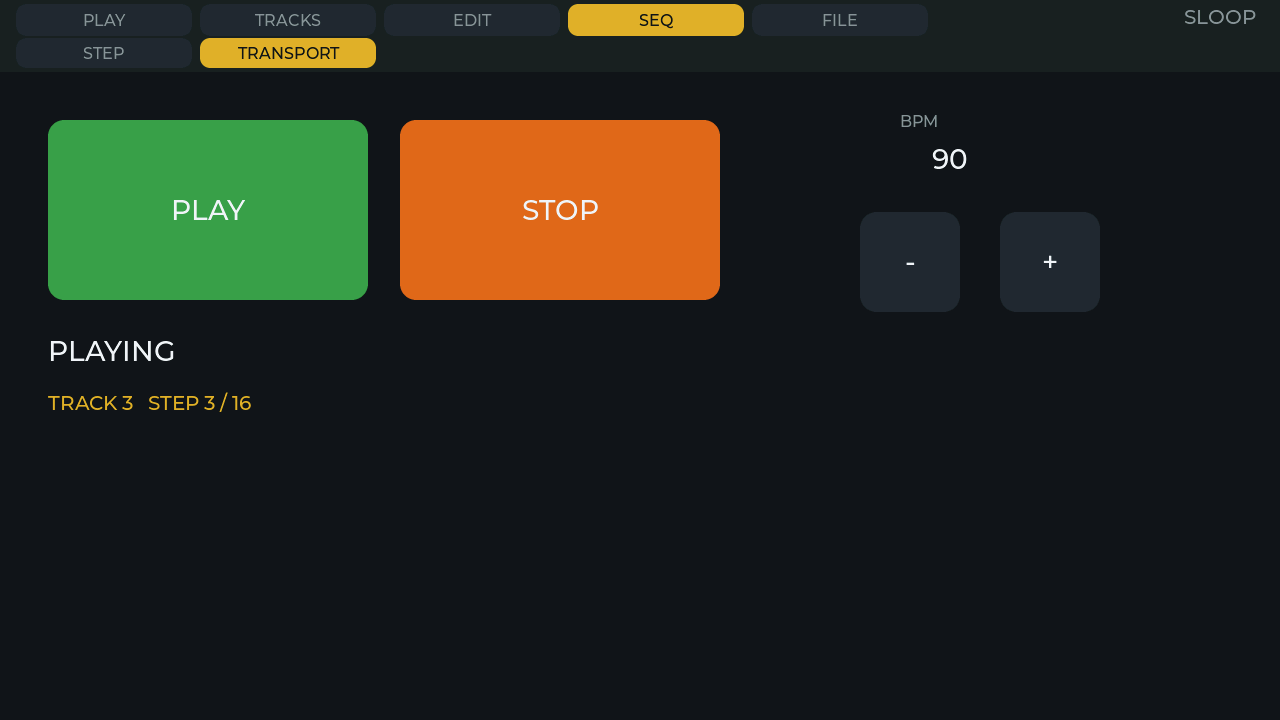 PLAY TRACKS EDIT SEQ FILE SLOOP
STEP TRANSPORT
PLAY STOP
BPM
90
- +
PLAYING
TRACK 3 STEP 3 / 16